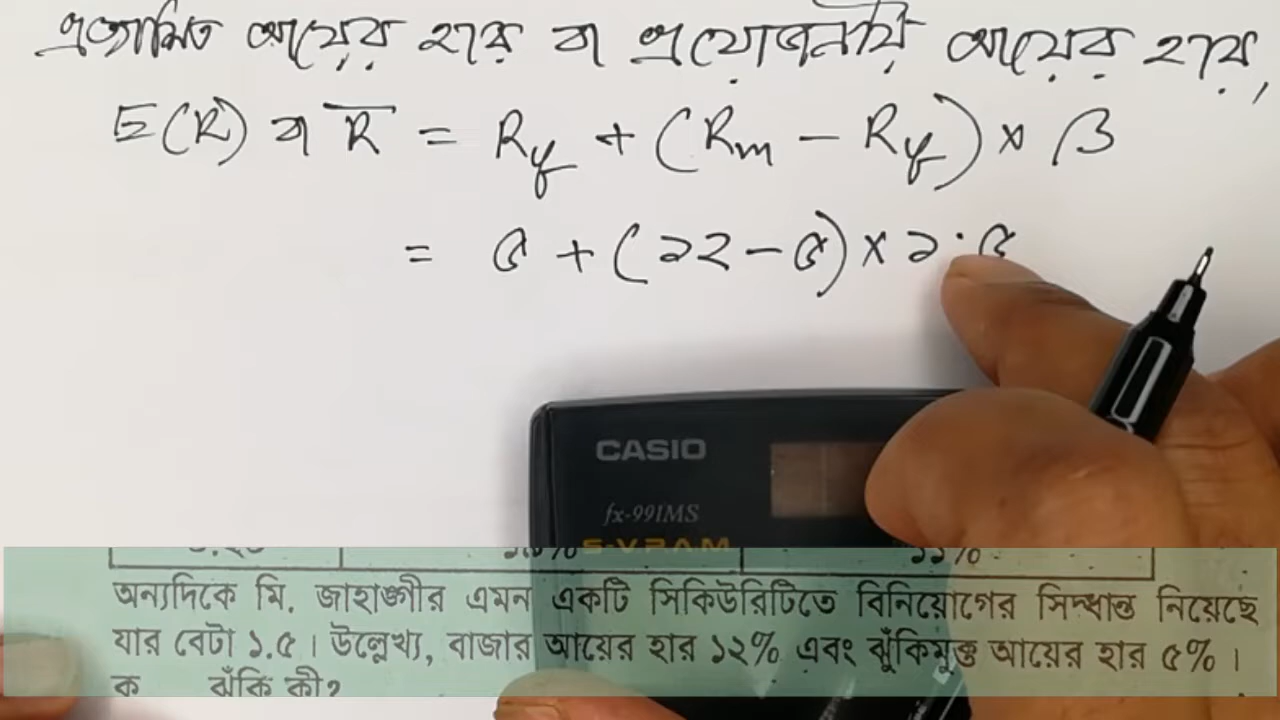 প্রত্যাশিত আয়ের হার বা প্রয়োজনীয় আয়ের হার,
E(R) বা R̅ = Rf + (Rm − Rf) × β
= ৫ + (১২ − ৫) × ১.৫
CASIO
fx-991MS
S-V.P.A.M.
১১%
অন্যদিকে মি. জাহাঙ্গীর এমন একটি সিকিউরিটিতে বিনিয়োগের সিদ্ধান্ত নিয়েছে
যার বেটা ১.৫। উল্লেখ্য, বাজার আয়ের হার ১২% এবং ঝুঁকিমুক্ত আয়ের হার ৫%।
ক ঝুঁকি কী?